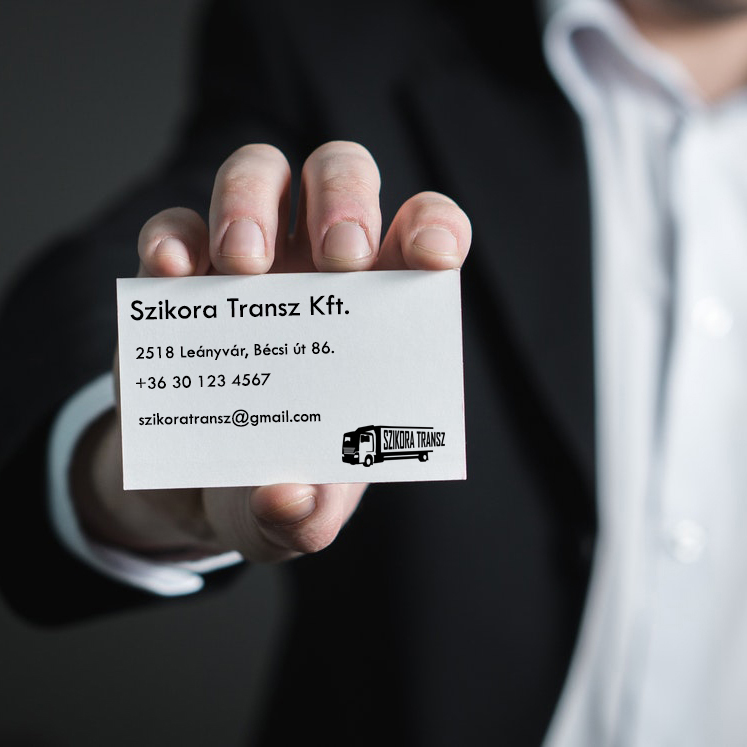 Szikora Transz Kft.
2518 Leányvár, Bécsi út 86.
+36 30 123 4567
szikoratransz@gmail.com
SZIKORA TRANSZ